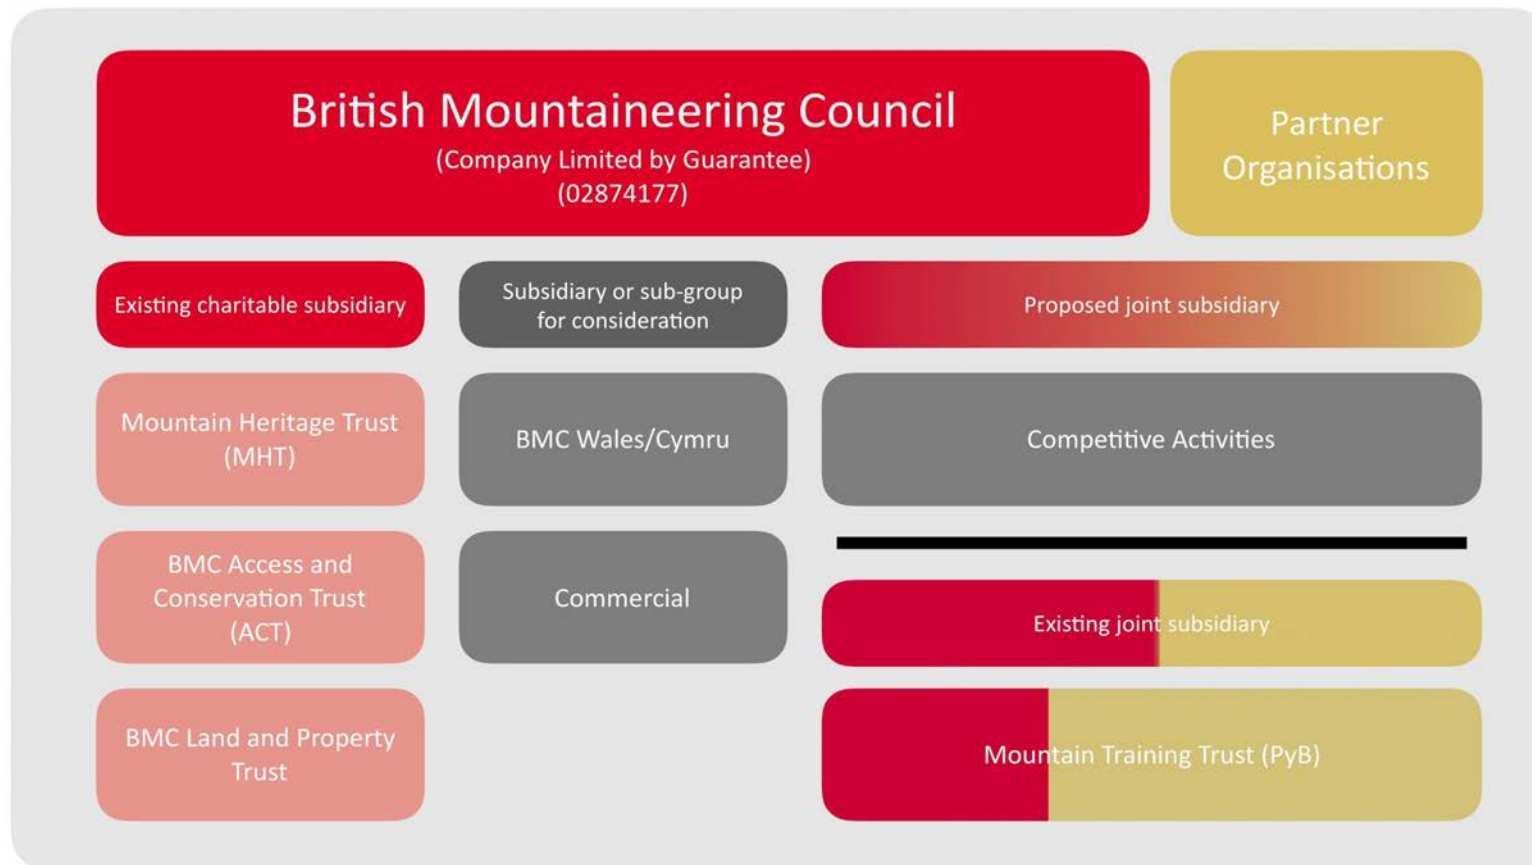 British Mountaineering Council
(Company Limited by Guarantee)
(02874177)
Partner
Organisations
Existing charitable subsidiary
Subsidiary or sub-group
for consideration
Proposed joint subsidiary
Mountain Heritage Trust
(MHT)
BMC Wales/Cymru
Competitive Activities
BMC Access and
Conservation Trust
(ACT)
Commercial
Existing joint subsidiary
BMC Land and Property
Trust
Mountain Training Trust (PyB)